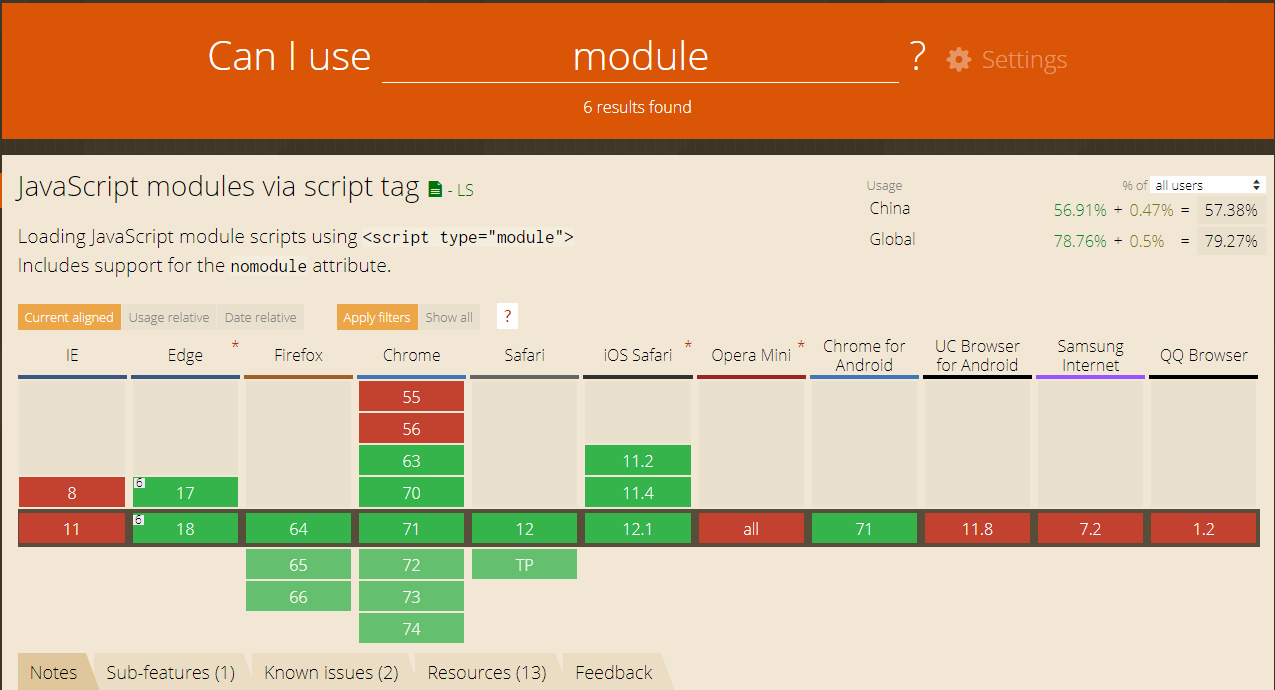 Can I use module ? Settings
6 results found
JavaScript modules via script tag - LS
Usage % of all users
China 56.91% + 0.47% = 57.38%
Global 78.76% + 0.5% = 79.27%
Loading JavaScript module scripts using <script type="module">
Includes support for the nomodule attribute.
Current aligned Usage relative Date relative Apply filters Show all ?
IE Edge * Firefox Chrome Safari iOS Safari * Opera Mini * Chrome for Android UC Browser for Android Samsung Internet QQ Browser
55
56
63 11.2
8 6 17 70 11.4
11 6 18 64 71 12 12.1 all 71 11.8 7.2 1.2
65 72 TP
66 73
74
Notes Sub-features (1) Known issues (2) Resources (13) Feedback